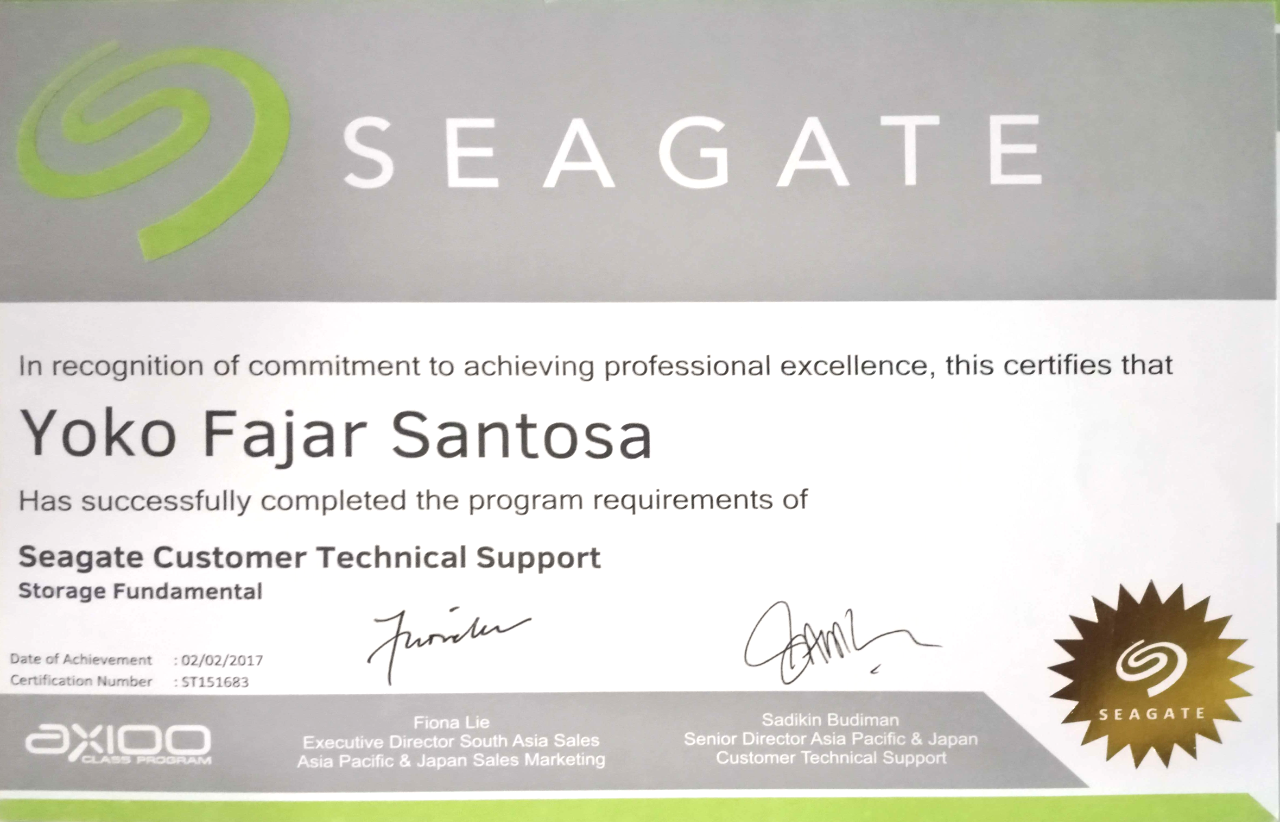 SEAGATE
In recognition of commitment to achieving professional excellence, this certifies that
Yoko Fajar Santosa
Has successfully completed the program requirements of
Seagate Customer Technical Support
Storage Fundamental
Date of Achievement : 02/02/2017
Certification Number : ST151683
AXIOO
CLASS PROGRAM
Fiona Lie
Executive Director South Asia Sales
Asia Pacific & Japan Sales Marketing
Sadikin Budiman
Senior Director Asia Pacific & Japan
Customer Technical Support
SEAGATE